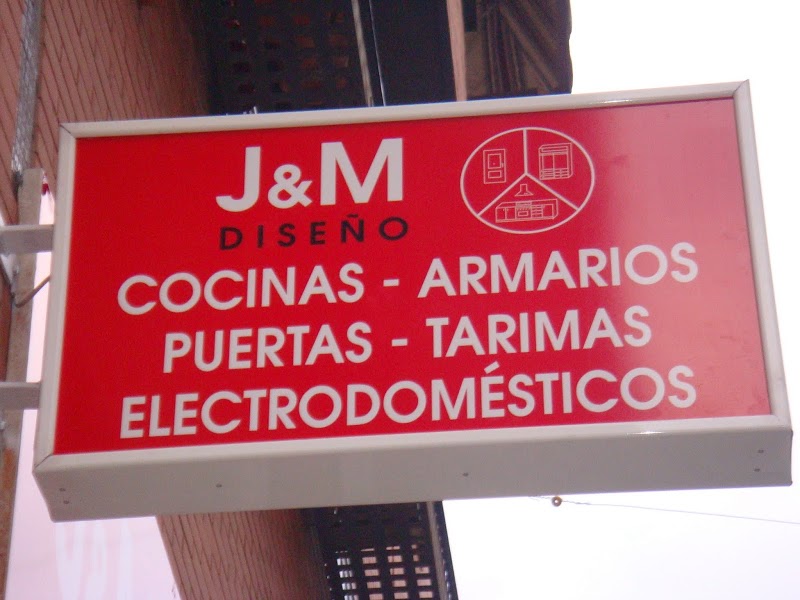 J&M
DISEÑO
COCINAS - ARMARIOS
PUERTAS - TARIMAS
ELECTRODOMÉSTICOS